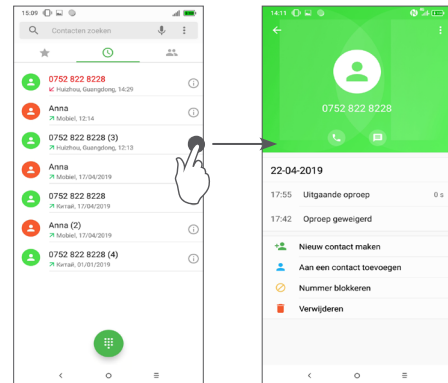 15:09
Contacten zoeken
0752 822 8228
Huizhou, Guangdong, 14:29
Anna
Mobiel, 12:14
0752 822 8228 (3)
Huizhou, Guangdong, 12:13
Anna
Mobiel, 17/04/2019
0752 822 8228
Китай, 17/04/2019
Anna (2)
Mobiel, 17/04/2019
0752 822 8228 (4)
Китай, 01/01/2019
14:11
0752 822 8228
22-04-2019
17:55 Uitgaande oproep 0 s
17:42 Oproep geweigerd
Nieuw contact maken
Aan een contact toevoegen
Nummer blokkeren
Verwijderen